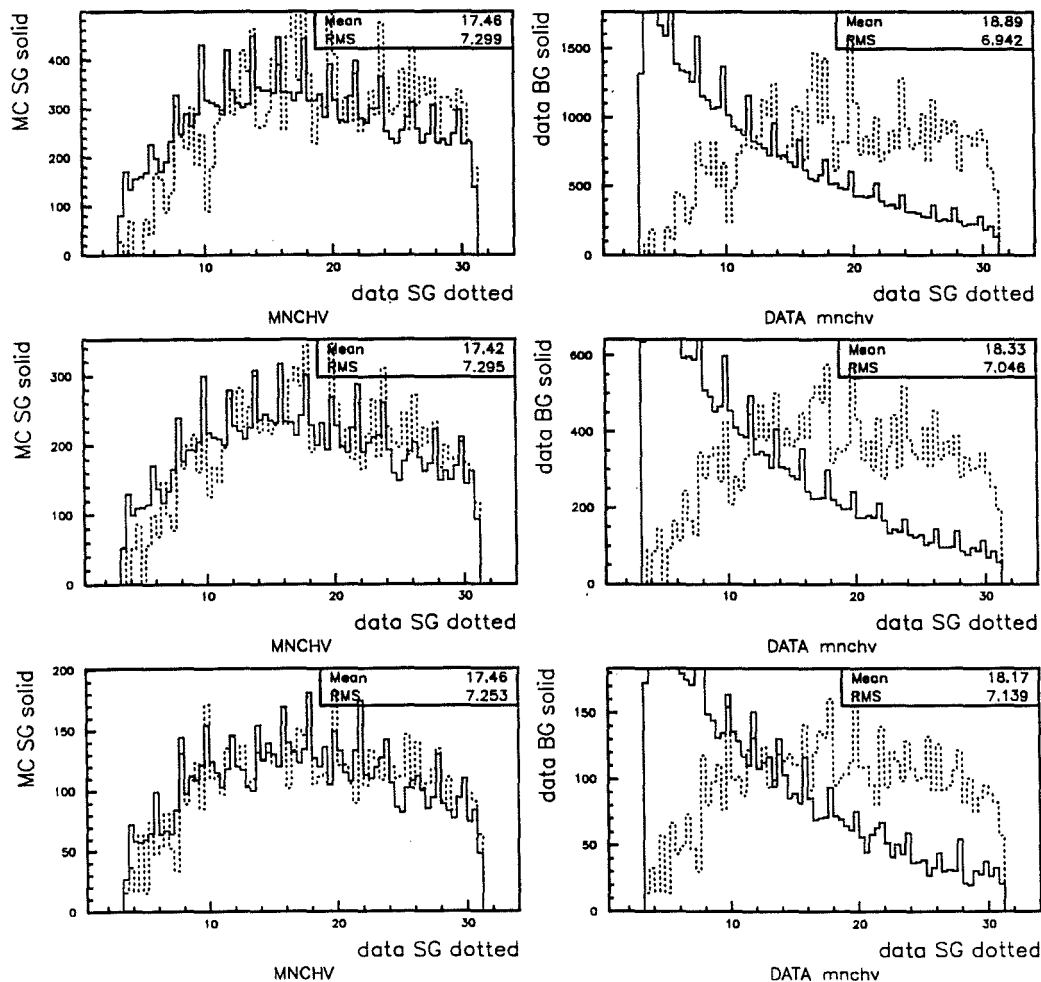 MC SG solid
Mean 17.46
RMS 7.299
400
300
200
100
0
10 20 30
data SG dotted
MNCHV
data BG solid
Mean 18.89
RMS 6.942
1500
1000
500
0
10 20 30
data SG dotted
DATA mnchv
MC SG solid
Mean 17.42
RMS 7.295
300
200
100
0
10 20 30
data SG dotted
MNCHV
data BG solid
Mean 18.33
RMS 7.046
600
400
200
0
10 20 30
data SG dotted
DATA mnchv
MC SG solid
Mean 17.46
RMS 7.253
200
150
100
50
0
10 20 30
data SG dotted
MNCHV
data BG solid
Mean 18.17
RMS 7.139
150
100
50
0
10 20 30
data SG dotted
DATA mnchv